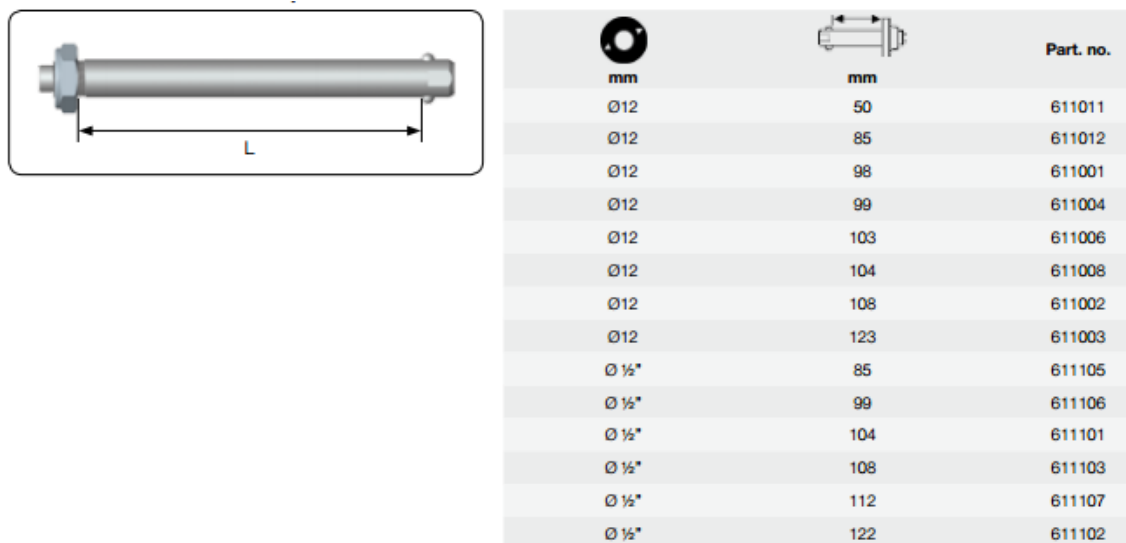 L
Part. no.
mm mm
Ø12 50 611011
Ø12 85 611012
Ø12 98 611001
Ø12 99 611004
Ø12 103 611006
Ø12 104 611008
Ø12 108 611002
Ø12 123 611003
Ø ½" 85 611105
Ø ½" 99 611106
Ø ½" 104 611101
Ø ½" 108 611103
Ø ½" 112 611107
Ø ½" 122 611102